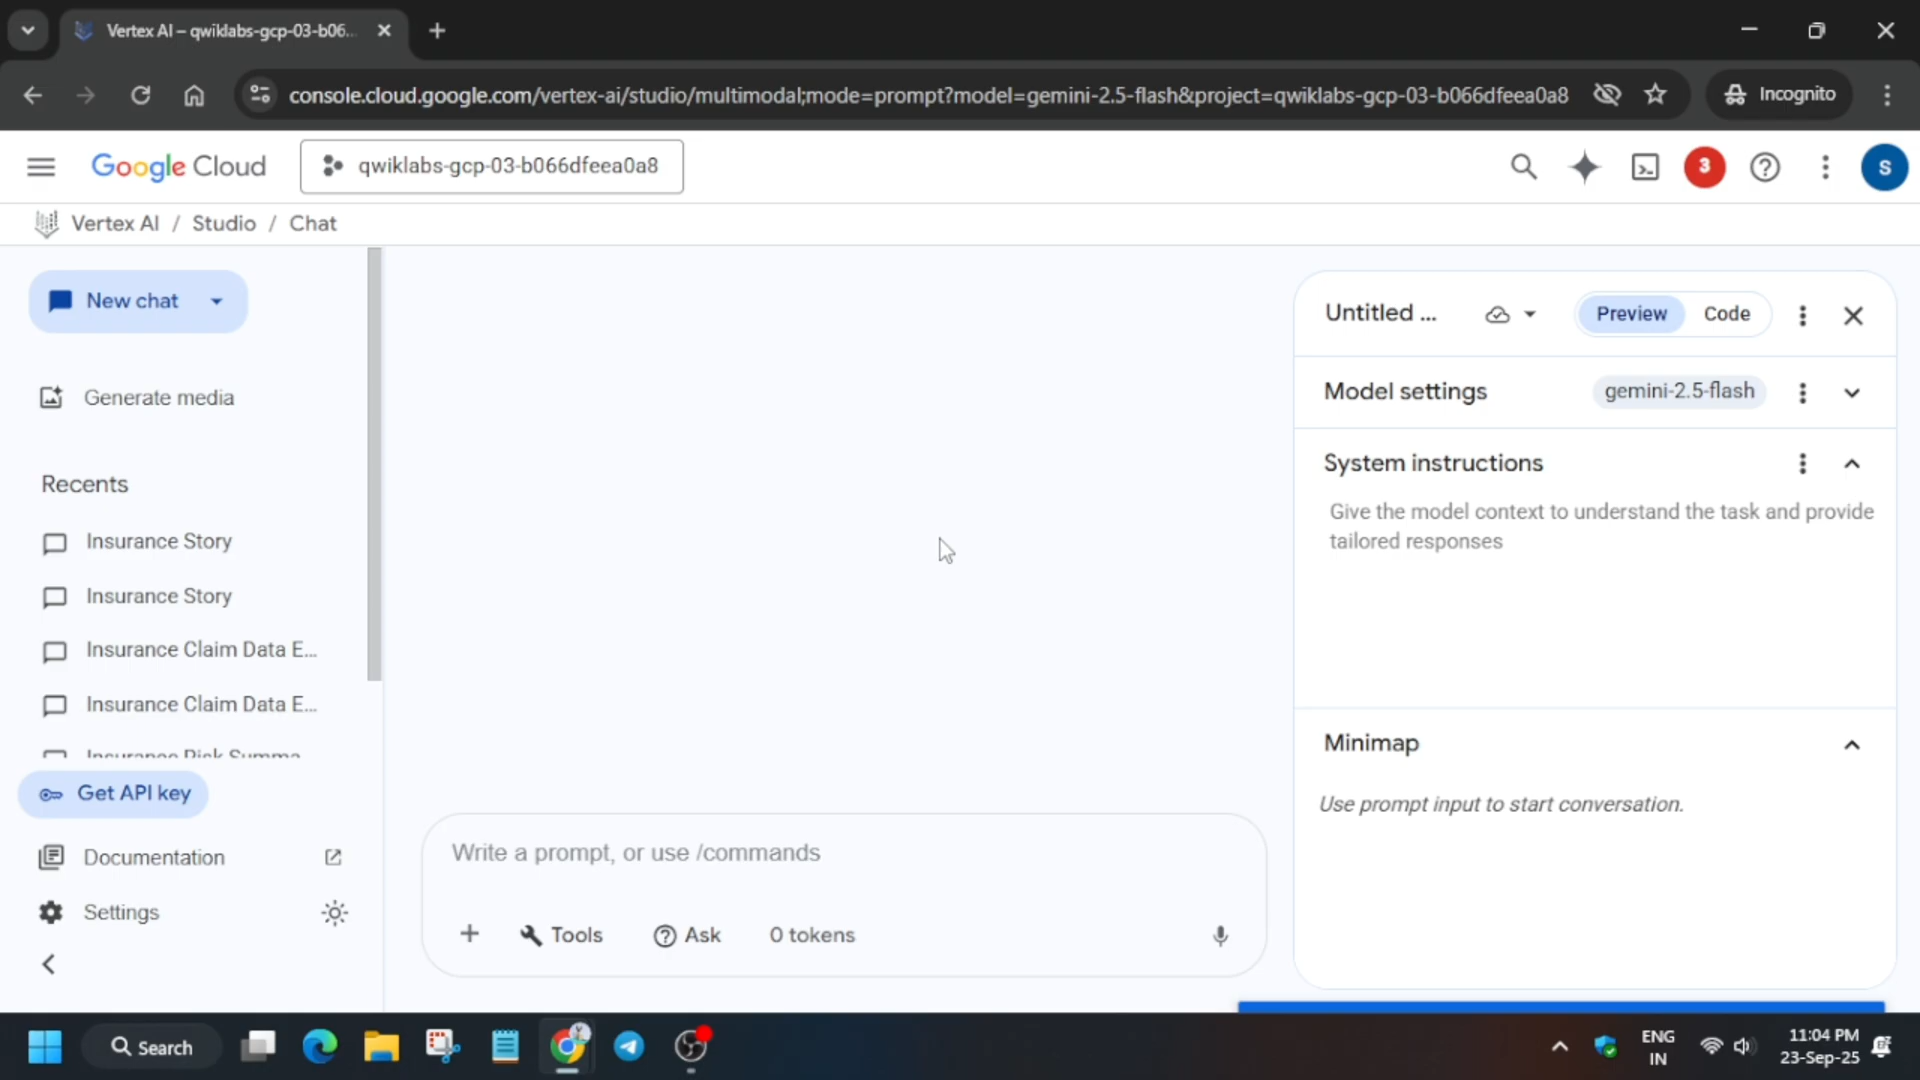 Vertex AI – qwiklabs-gcp-03-b06...
console.cloud.google.com/vertex-ai/studio/multimodal;mode=prompt?model=gemini-2.5-flash&project=qwiklabs-gcp-03-b066dfeea0a8
Incognito
Google Cloud
qwiklabs-gcp-03-b066dfeea0a8
3
S
Vertex AI / Studio / Chat
New chat
Generate media
Recents
Insurance Story
Insurance Story
Insurance Claim Data E...
Insurance Claim Data E...
Insurance Risk Summa...
Get API key
Documentation
Settings
Write a prompt, or use /commands
Tools
Ask
0 tokens
Untitled ...
Preview
Code
Model settings
gemini-2.5-flash
System instructions
Give the model context to understand the task and provide
tailored responses
Minimap
Use prompt input to start conversation.
Search
ENG
IN
11:04 PM
23-Sep-25